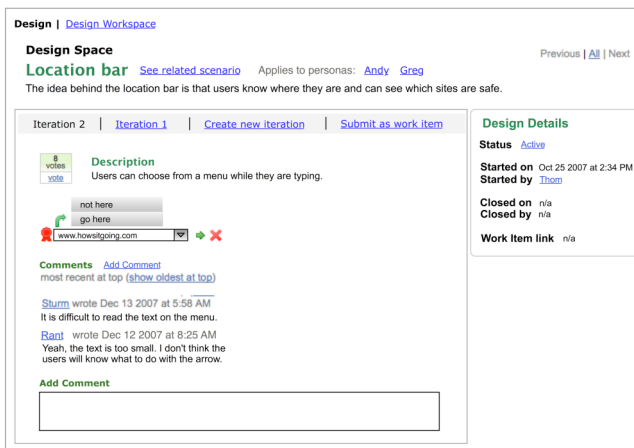 Design | Design Workspace
Design Space
Previous | All | Next
Location bar See related scenario Applies to personas: Andy Greg
The idea behind the location bar is that users know where they are and can see which sites are safe.
Iteration 2 | Iteration 1 | Create new iteration | Submit as work item
8
votes
vote
Description
Users can choose from a menu while they are typing.
not here
go here
www.howsitgoing.com
Comments Add Comment
most recent at top (show oldest at top)
Sturm wrote Dec 13 2007 at 5:58 AM
It is difficult to read the text on the menu.
Rant wrote Dec 12 2007 at 8:25 AM
Yeah, the text is too small. I don't think the
users will know what to do with the arrow.
Add Comment
Design Details
Status Active
Started on Oct 25 2007 at 2:34 PM
Started by Thom
Closed on n/a
Closed by n/a
Work Item link n/a